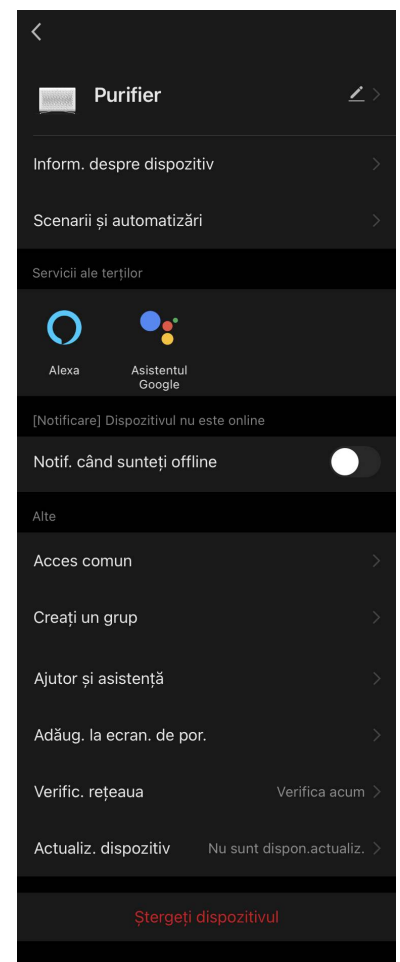 Purifier
Inform. despre dispozitiv
Scenarii și automatizări
Servicii ale terților
Alexa
Asistentul
Google
[Notificare] Dispozitivul nu este online
Notif. când sunteți offline
Alte
Acces comun
Creați un grup
Ajutor și asistență
Adăug. la ecran. de por.
Verific. rețeaua
Verifica acum
Actualiz. dispozitiv
Nu sunt dispon.actualiz.
Ștergeți dispozitivul